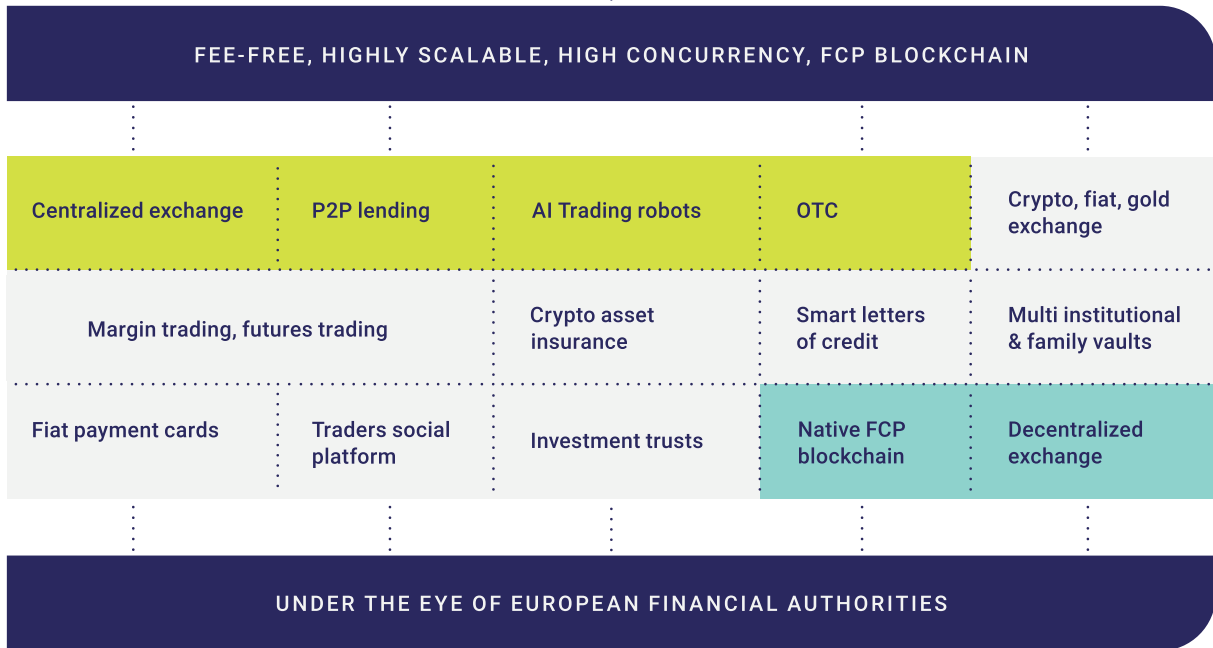 FEE-FREE, HIGHLY SCALABLE, HIGH CONCURRENCY, FCP BLOCKCHAIN
Centralized exchange
P2P lending
AI Trading robots
OTC
Crypto, fiat, gold
exchange
Margin trading, futures trading
Crypto asset
insurance
Smart letters
of credit
Multi institutional
& family vaults
Fiat payment cards
Traders social
platform
Investment trusts
Native FCP
blockchain
Decentralized
exchange
UNDER THE EYE OF EUROPEAN FINANCIAL AUTHORITIES